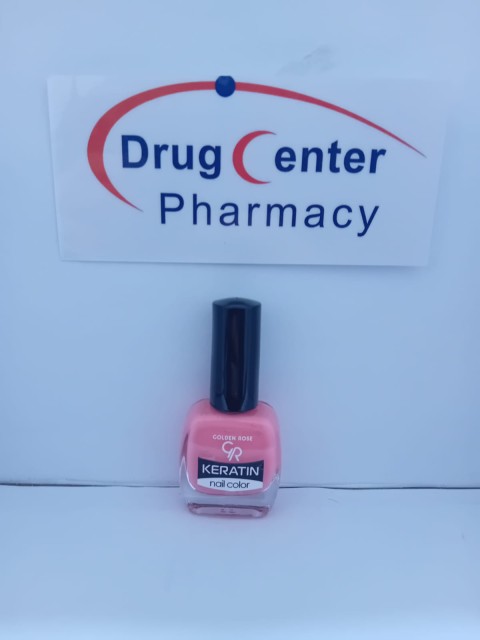 Drug Center
Pharmacy
GOLDEN ROSE
GR
KERATIN
nail color